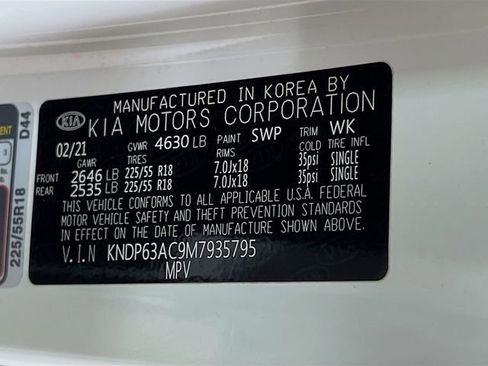 MANUFACTURED IN KOREA BY
KIA KIA MOTORS CORPORATION
02/21 GVWR 4630 LB PAINT SWP TRIM WK
GAWR TIRES RIMS COLD TIRE INFL
FRONT 2646 LB 225/55 R18 7.0Jx18 35psi SINGLE
REAR 2535 LB 225/55 R18 7.0Jx18 35psi SINGLE
THIS VEHICLE CONFORMS TO ALL APPLICABLE U.S.A. FEDERAL
MOTOR VEHICLE SAFETY AND THEFT PREVENTION STANDARDS
IN EFFECT ON THE DATE OF MANUFACTURE SHOWN ABOVE.
V.I.N KNDP63AC9M7935795
MPV
D44
225/55R18